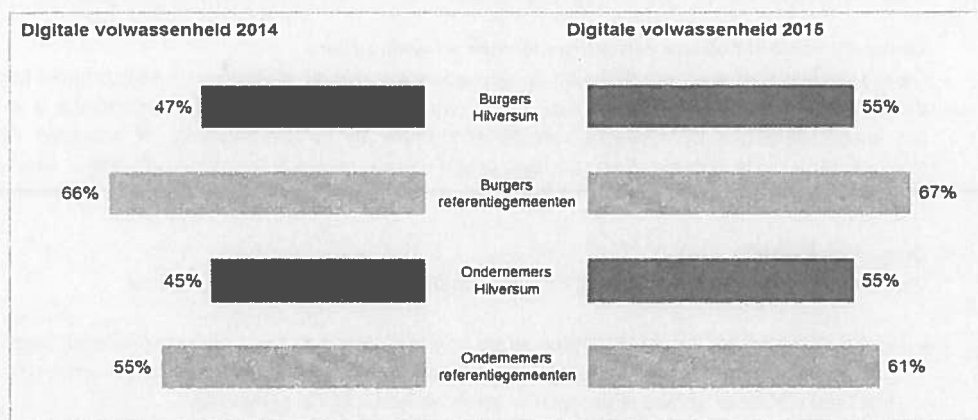 Digitale volwassenheid 2014
Digitale volwassenheid 2015
47%
Burgers
Hilversum
55%
66%
Burgers
referentiegemeenten
67%
45%
Ondernemers
Hilversum
55%
55%
Ondernemers
referentiegemeenten
61%